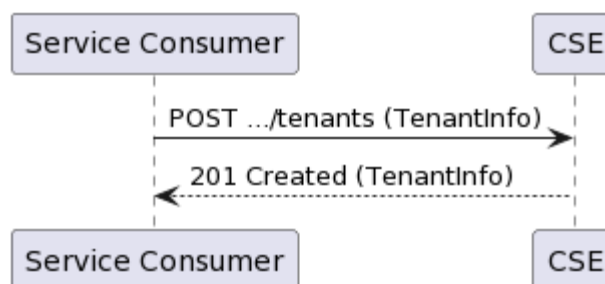 Service Consumer CSE
POST .../tenants (TenantInfo)
201 Created (TenantInfo)
Service Consumer CSE